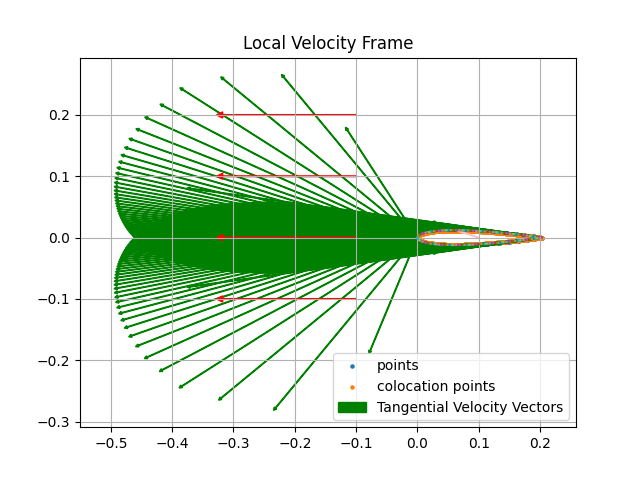 Local Velocity Frame
0.2
0.1
0.0
−0.1
−0.2
−0.3
points
colocation points
Tangential Velocity Vectors
−0.5 −0.4 −0.3 −0.2 −0.1 0.0 0.1 0.2